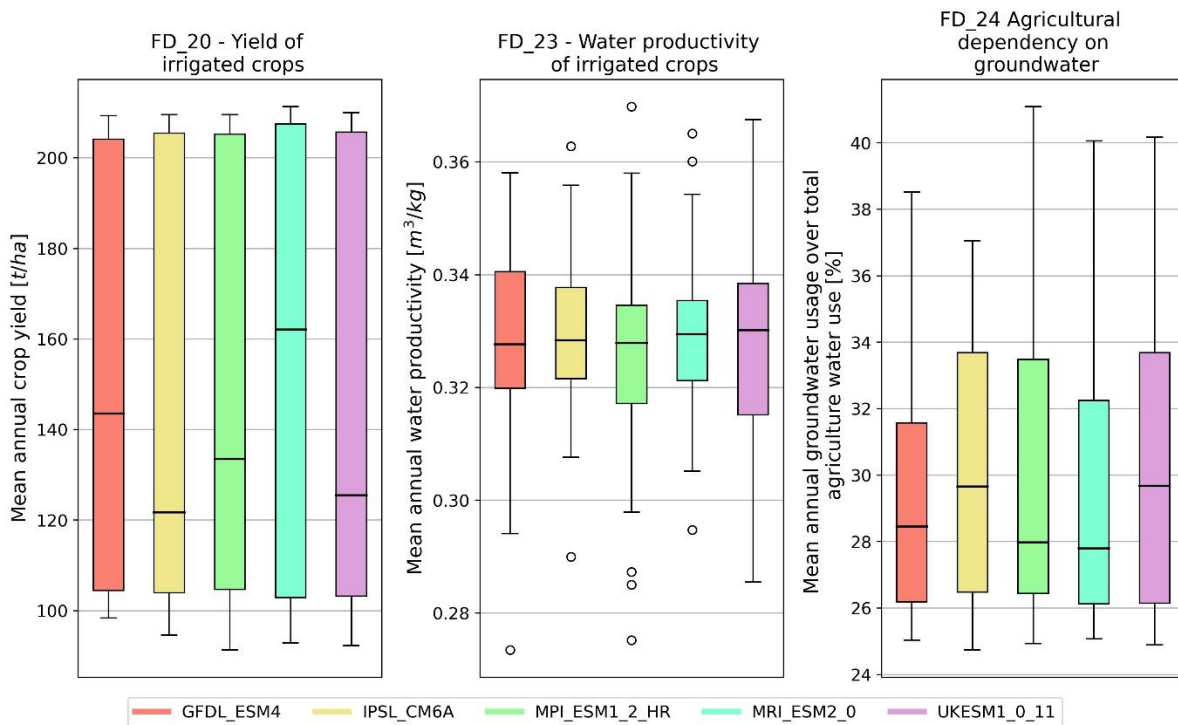 FD_20 - Yield of
irrigated crops
Mean annual crop yield [t/ha]
200
180
160
140
120
100
FD_23 - Water productivity
of irrigated crops
Mean annual water productivity [m³/kg]
0.36
0.34
0.32
0.30
0.28
FD_24 Agricultural
dependency on
groundwater
Mean annual groundwater usage over total
agriculture water use [%]
40
38
36
34
32
30
28
26
24
GFDL_ESM4
IPSL_CM6A
MPI_ESM1_2_HR
MRI_ESM2_0
UKESM1_0_11